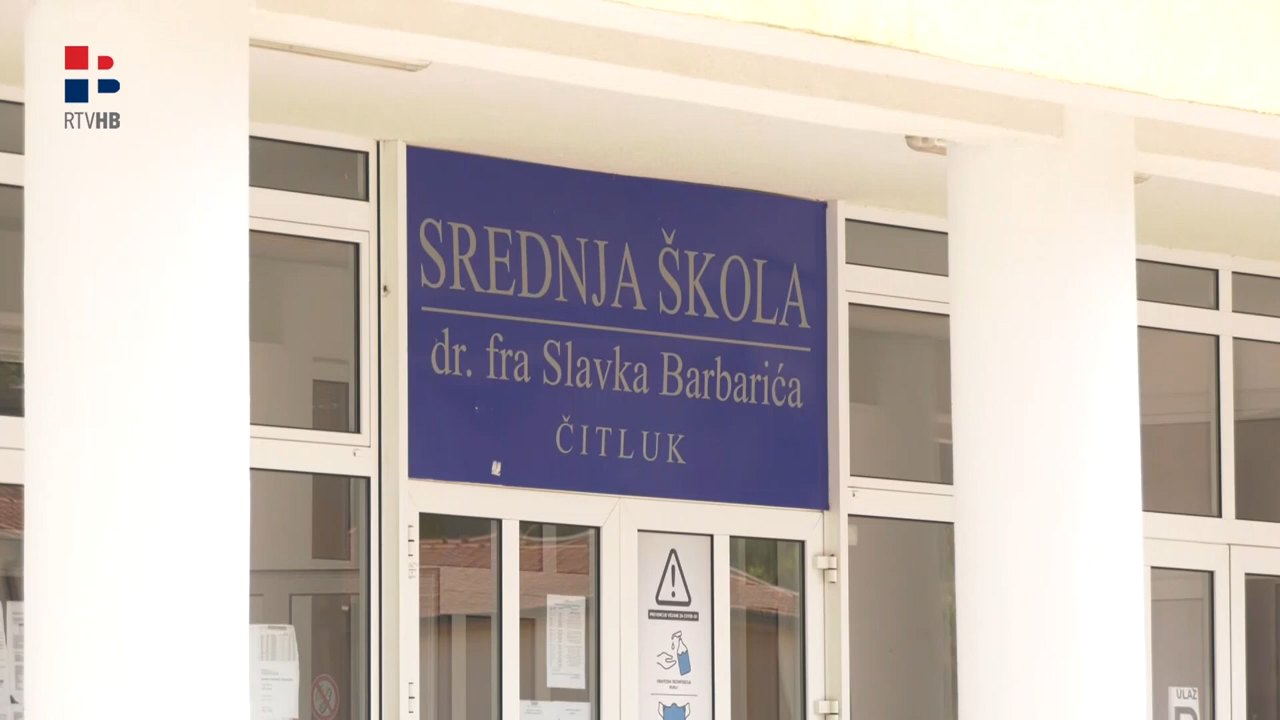 RTVHB
SREDNJA ŠKOLA
dr. fra Slavka Barbarića
ČITLUK
ULAZ